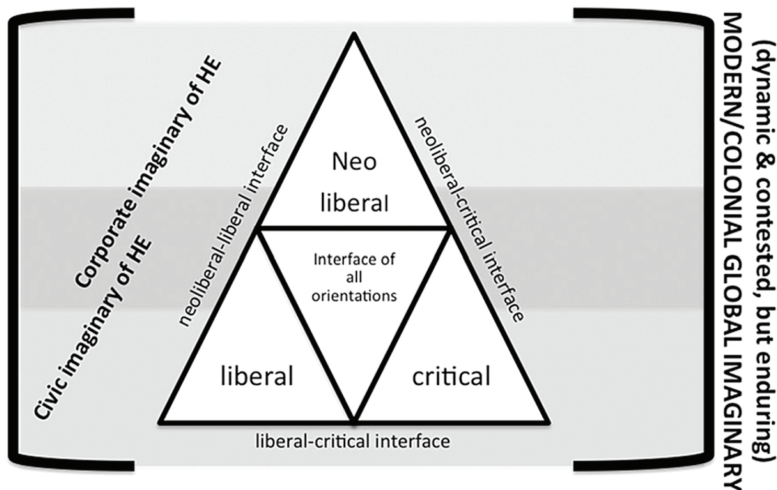 Corporate imaginary of HE
Civic imaginary of HE
neoliberal-liberal interface
Neo
liberal
neoliberal-critical interface
Interface of
all
orientations
liberal
critical
liberal-critical interface
(dynamic & contested, but enduring)
MODERN/COLONIAL GLOBAL IMAGINARY